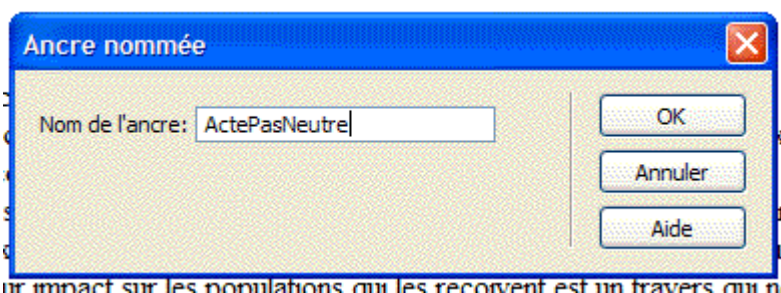 Ancre nommée
Nom de l'ancre: ActePasNeutre
OK
Annuler
Aide
impact sur les populations qui les reçoivent est un travers qui